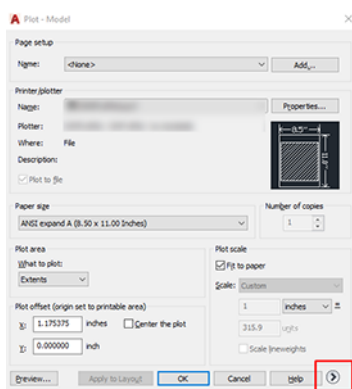 A Plot - Model
Page setup
Name: <None> Add...
Printer/plotter
Name: Properties...
Plotter:
Where: File
Description:
Plot to file
8.5"
11.0"
Paper size
ANSI expand A (8.50 x 11.00 Inches)
Number of copies
1
Plot area
What to plot:
Extents
Plot scale
Fit to paper
Scale: Custom
1 inches =
315.9 units
Scale lineweights
Plot offset (origin set to printable area)
X: 1.175375 inches Center the plot
Y: 0.000000 inch
Preview... Apply to Layout OK Cancel Help